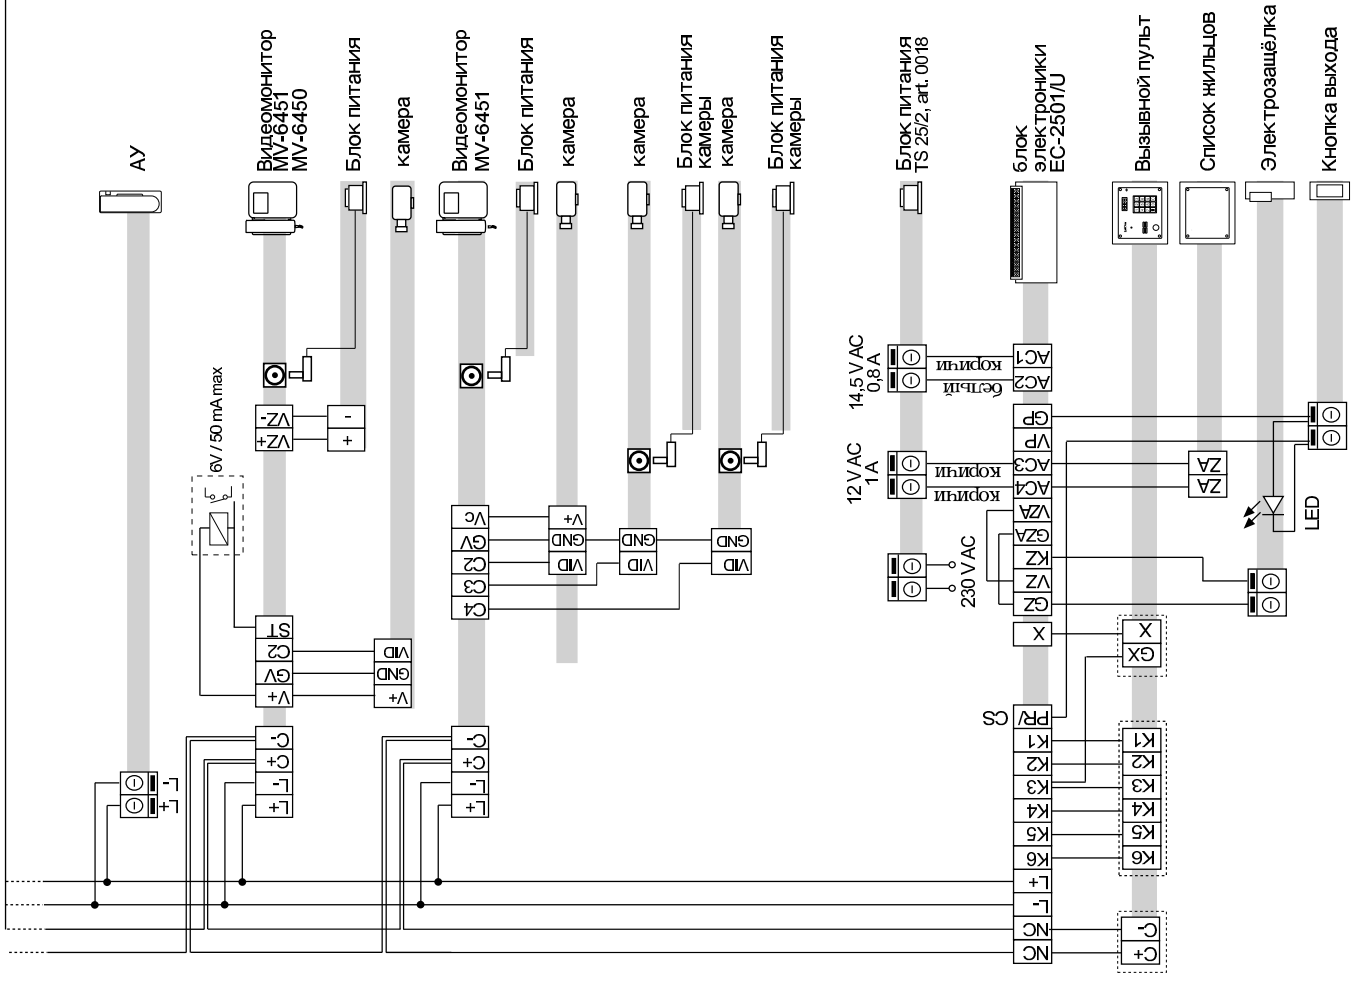 АУ
Видеомонитор
MV-6451
MV-6450
Блок питания
камера
Видеомонитор
MV-6451
Блок питания
камера
камера
Блок питания
камеры
камера
Блок питания
камеры
Блок питания
TS 25/2, art. 0018
блок
электроники
EC-2501/U
Вызывной пульт
Список жильцов
Электрозащёлка
Кнопка выхода
6V / 50 mA max
VZ-
VZ+
-
+
ST
C2
GV
V+
VID
GND
V+
C-
C+
L-
L+
L-
L+
Vc
GV
C2
C3
C4
V+
GND
VID
GND
VID
GND
VID
C-
C+
L-
L+
14,5 V AC
0,8 A
12 V AC
1 A
230 V AC
коричн
белый
коричн
коричн
AC1
AC2
GP
VP
AC3
AC4
VZA
GZA
KZ
VZ
GZ
X
CS
PR/
K1
K2
K3
K4
K5
K6
L+
L-
NC
NC
ZA
ZA
LED
X
GX
K1
K2
K3
K4
K5
K6
C-
C+